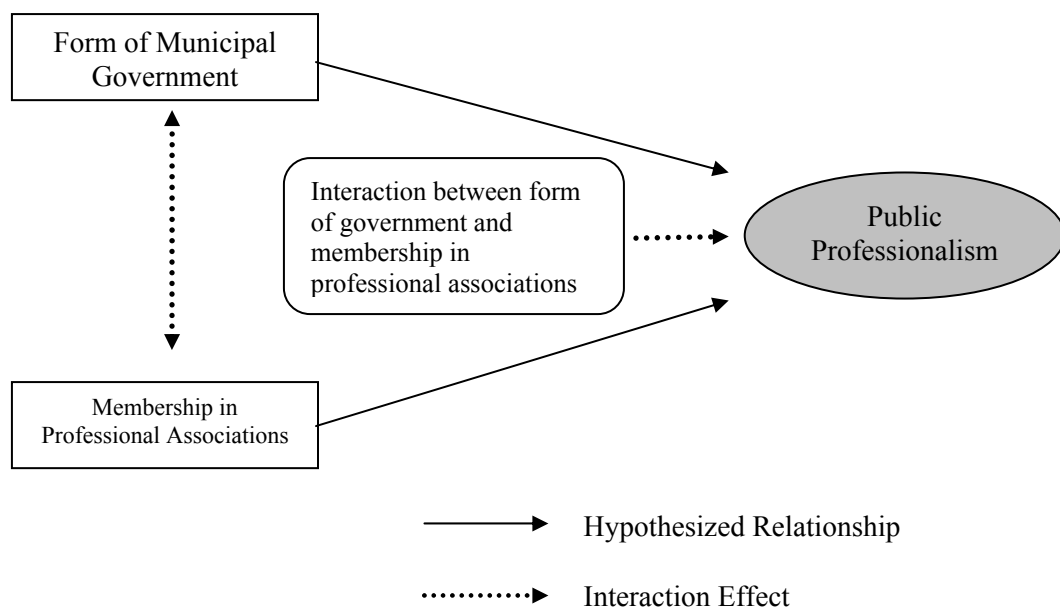 Form of Municipal
Government
Interaction between form
of government and
membership in
professional associations
Public
Professionalism
Membership in
Professional Associations
Hypothesized Relationship
Interaction Effect